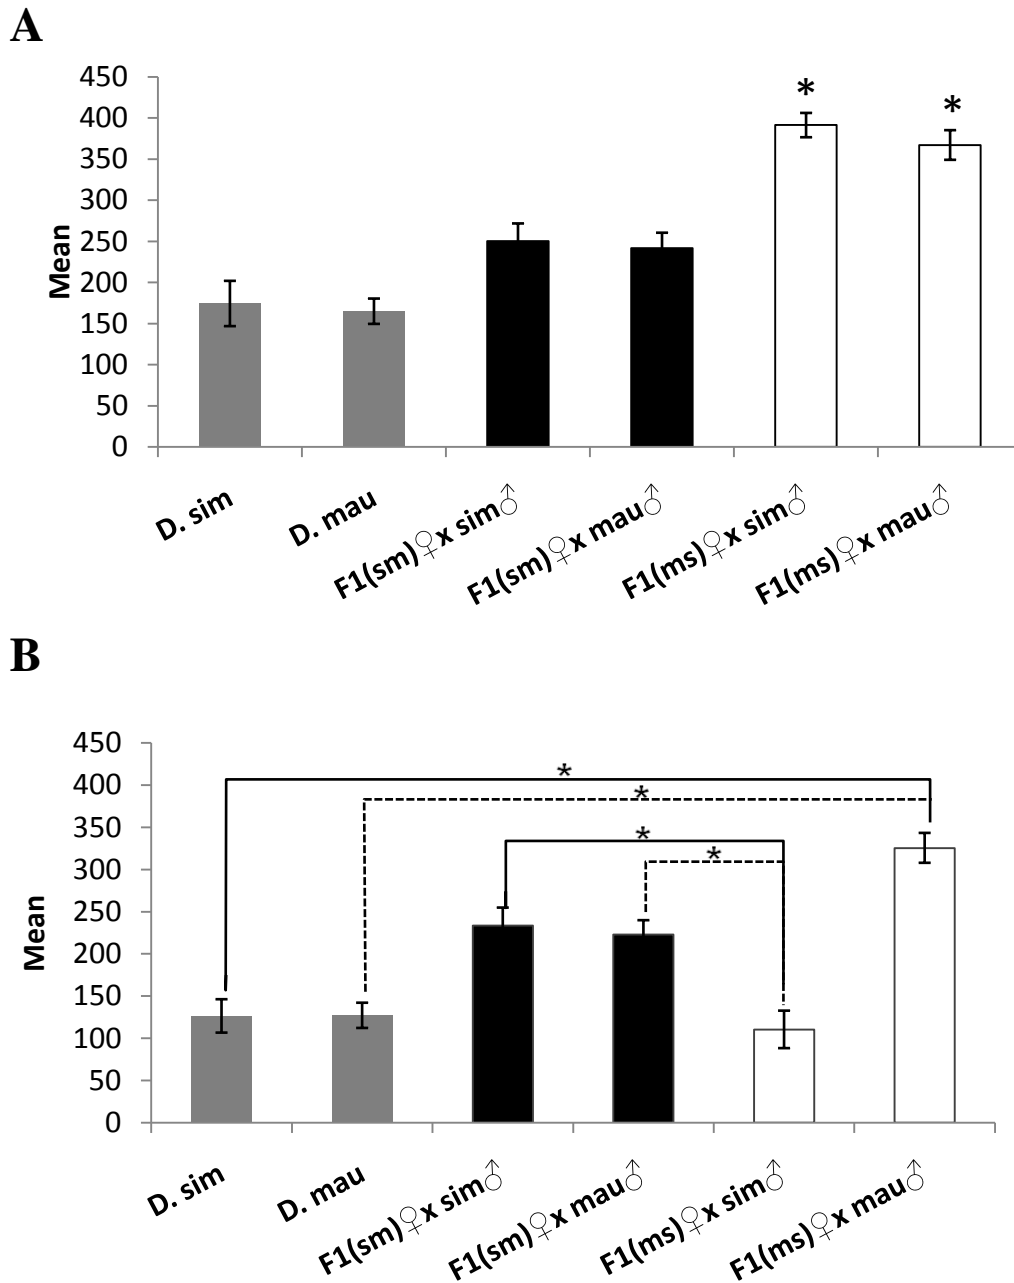 A
450
400
350
300
250
200
150
100
50
0
Mean
*
*
D. sim
D. mau
F1(sm)♀x sim♂
F1(sm)♀x mau♂
F1(ms)♀x sim♂
F1(ms)♀x mau♂
B
450
400
350
300
250
200
150
100
50
0
Mean
*
*
*
*
D. sim
D. mau
F1(sm)♀x sim♂
F1(sm)♀x mau♂
F1(ms)♀x sim♂
F1(ms)♀x mau♂